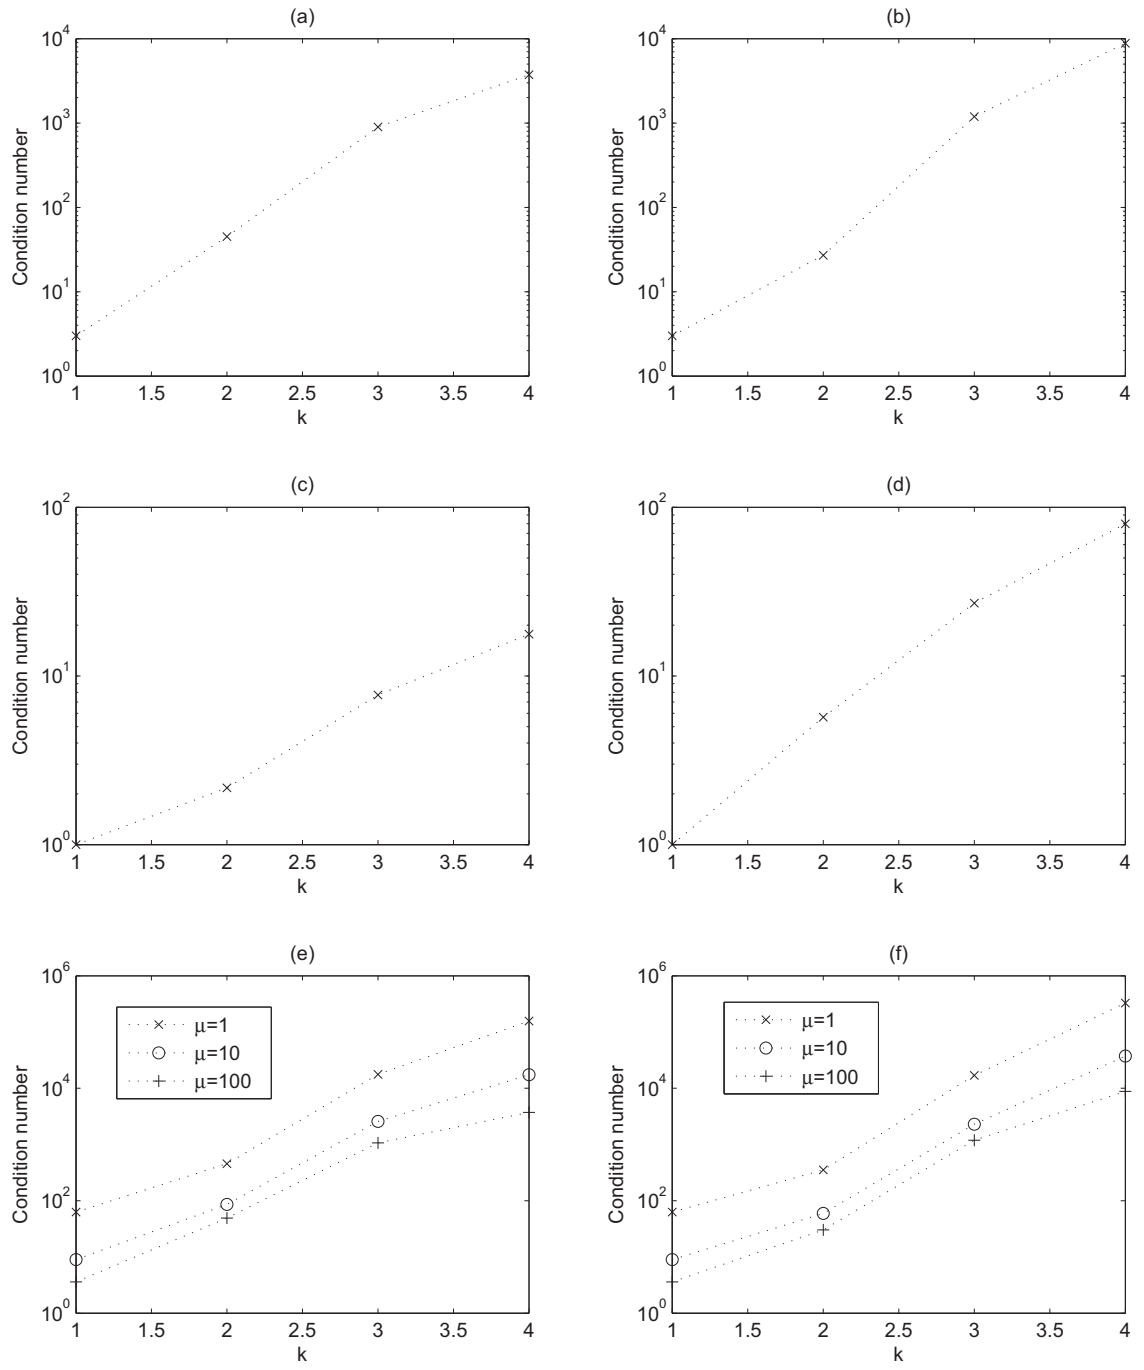 (a)
10^4
10^3
10^2
10^1
10^0
Condition number
1 1.5 2 2.5 3 3.5 4
k
(b)
10^4
10^3
10^2
10^1
10^0
Condition number
1 1.5 2 2.5 3 3.5 4
k
(c)
10^2
10^1
10^0
Condition number
1 1.5 2 2.5 3 3.5 4
k
(d)
10^2
10^1
10^0
Condition number
1 1.5 2 2.5 3 3.5 4
k
(e)
10^6
10^4
10^2
10^0
Condition number
μ=1
μ=10
μ=100
1 1.5 2 2.5 3 3.5 4
k
(f)
10^6
10^4
10^2
10^0
Condition number
μ=1
μ=10
μ=100
1 1.5 2 2.5 3 3.5 4
k